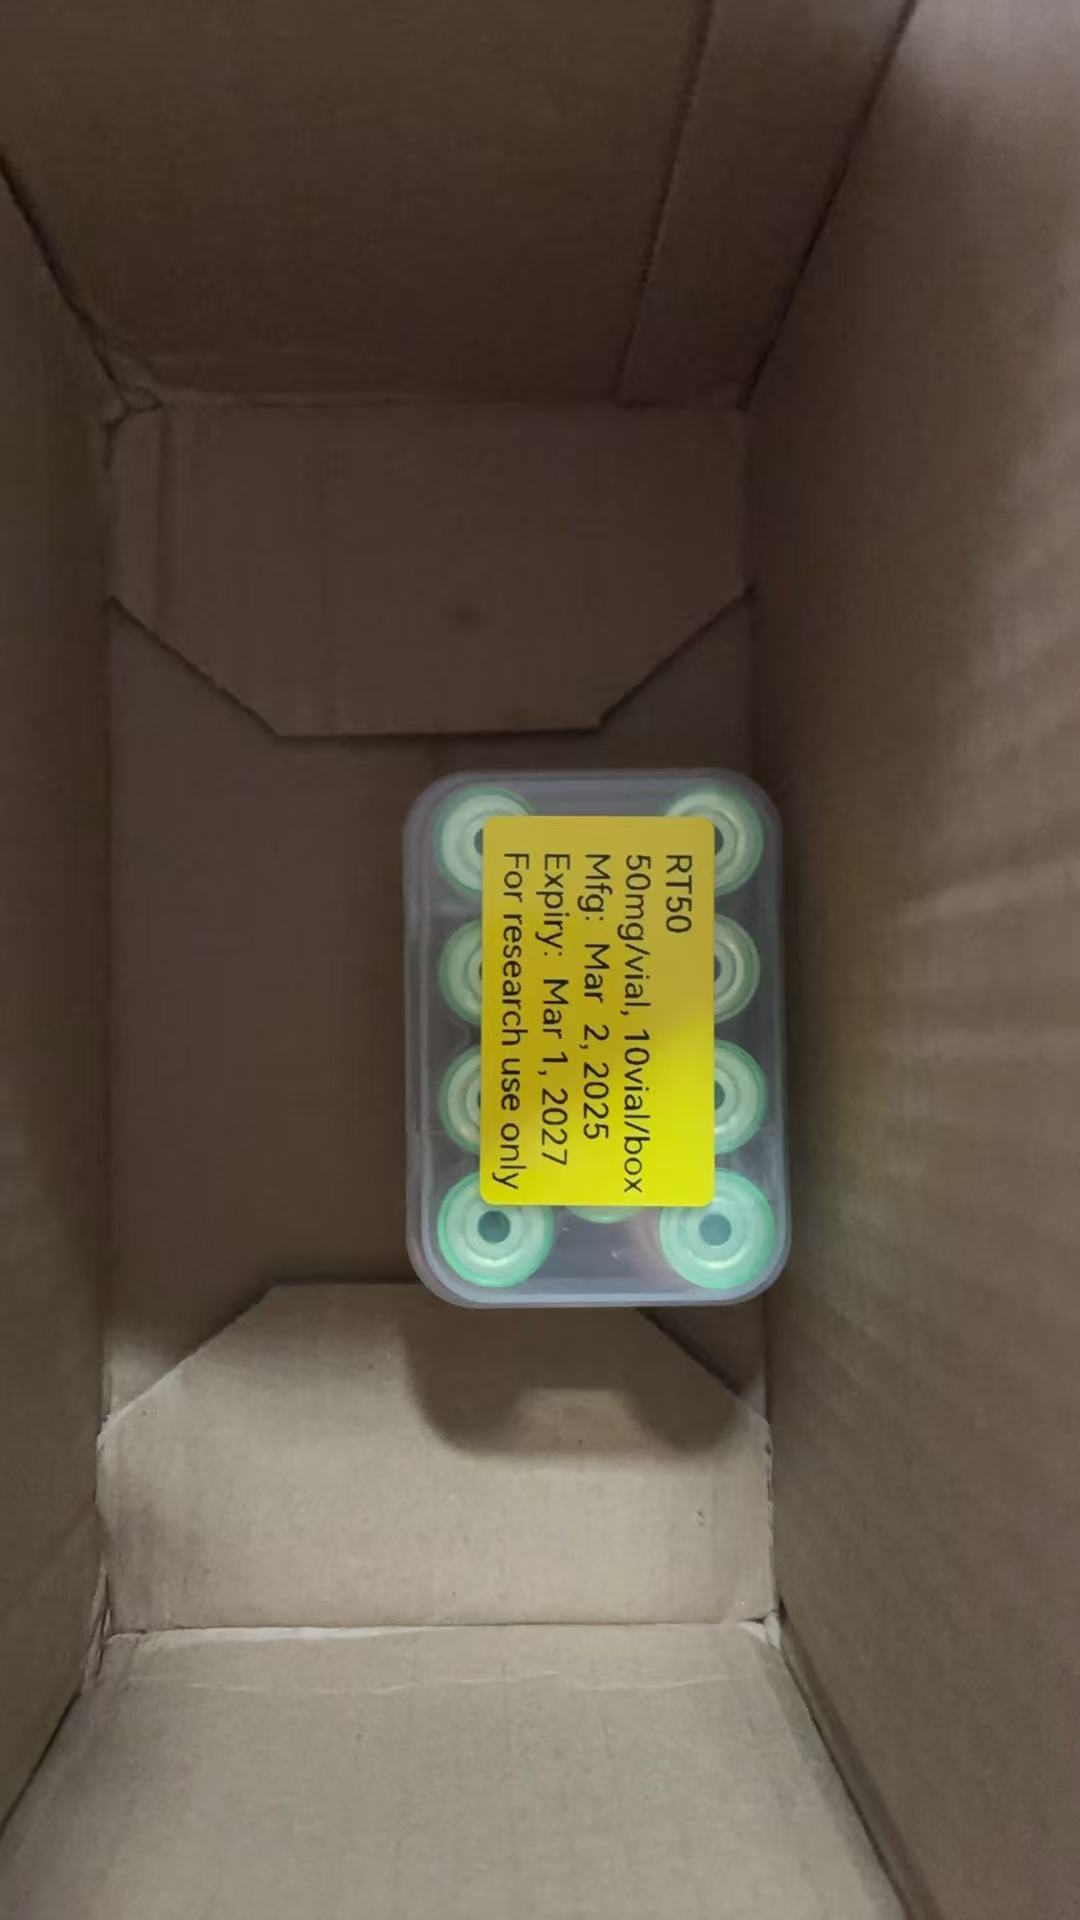 RT50
50mg/vial, 10vial/box
Mfg: Mar 2, 2025
Expiry: Mar 1, 2027
For research use only